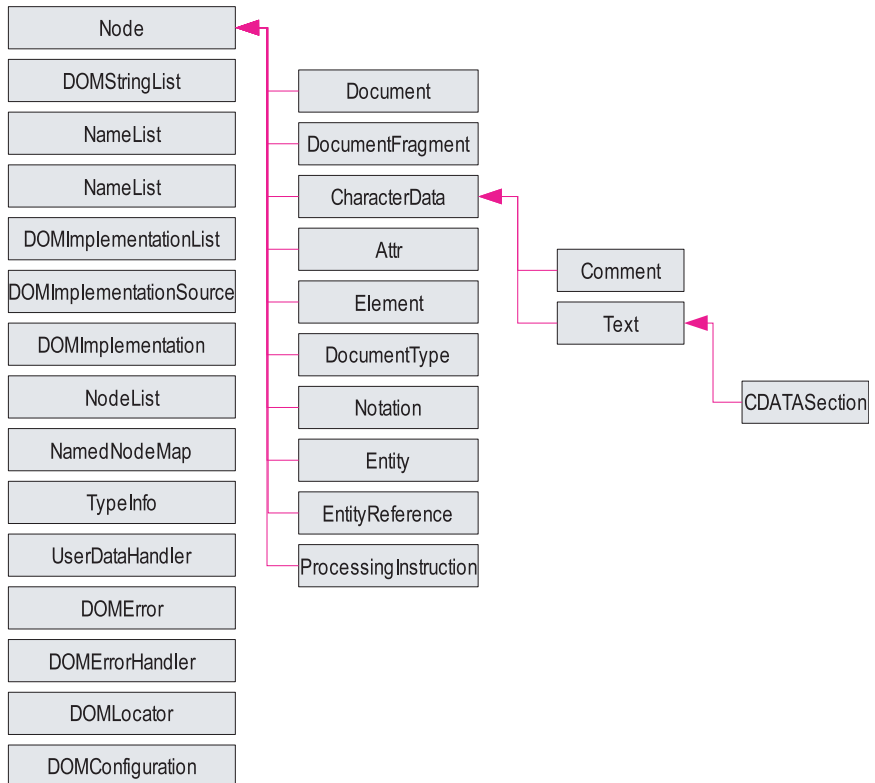 Node
DOMStringList
NameList
NameList
DOMImplementationList
DOMImplementationSource
DOMImplementation
NodeList
NamedNodeMap
TypeInfo
UserDataHandler
DOMError
DOMErrorHandler
DOMLocator
DOMConfiguration
Document
DocumentFragment
CharacterData
Attr
Element
DocumentType
Notation
Entity
EntityReference
ProcessingInstruction
Comment
Text
CDATASection